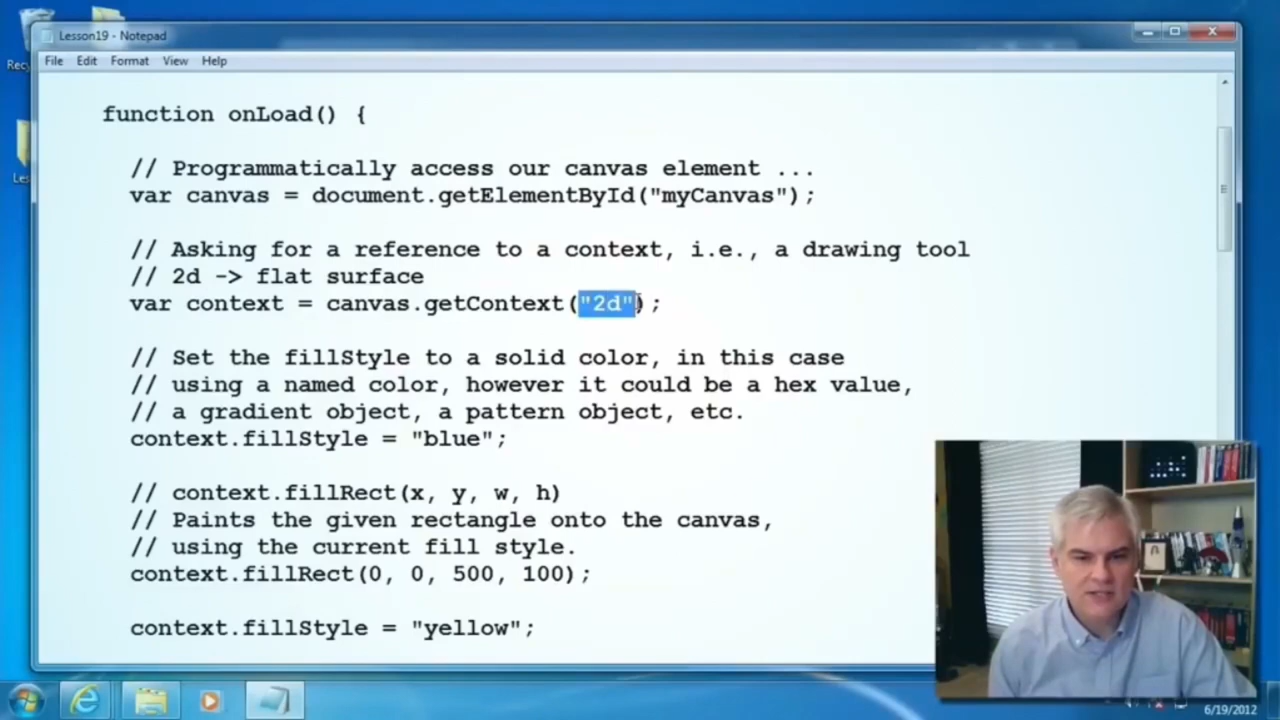 Lesson19 - Notepad
File Edit Format View Help
function onLoad() {
// Programmatically access our canvas element ...
var canvas = document.getElementById("myCanvas");
// Asking for a reference to a context, i.e., a drawing tool
// 2d -> flat surface
var context = canvas.getContext("2d");
// Set the fillStyle to a solid color, in this case
// using a named color, however it could be a hex value,
// a gradient object, a pattern object, etc.
context.fillStyle = "blue";
// context.fillRect(x, y, w, h)
// Paints the given rectangle onto the canvas,
// using the current fill style.
context.fillRect(0, 0, 500, 100);
context.fillStyle = "yellow";
6/19/2012